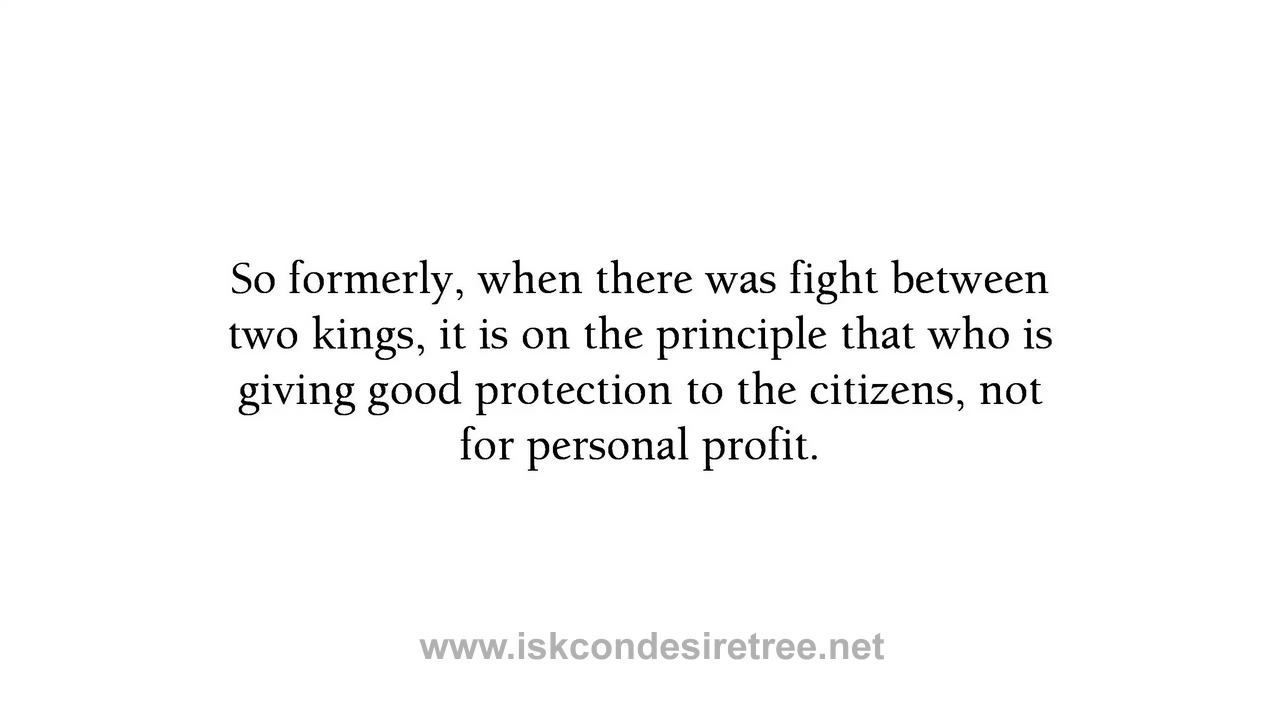 So formerly, when there was fight between
two kings, it is on the principle that who is
giving good protection to the citizens, not
for personal profit.
www.iskcondesiretree.net